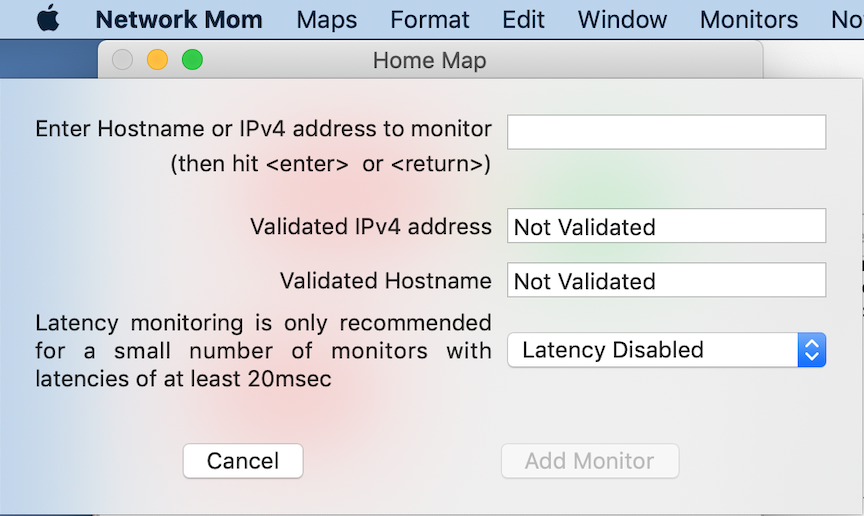 Network Mom Maps Format Edit Window Monitors No
Home Map
Enter Hostname or IPv4 address to monitor
(then hit <enter>  or <return>)
Validated IPv4 address Not Validated
Validated Hostname Not Validated
Latency monitoring is only recommended
for a small number of monitors with
latencies of at least 20msec
Latency Disabled
Cancel Add Monitor